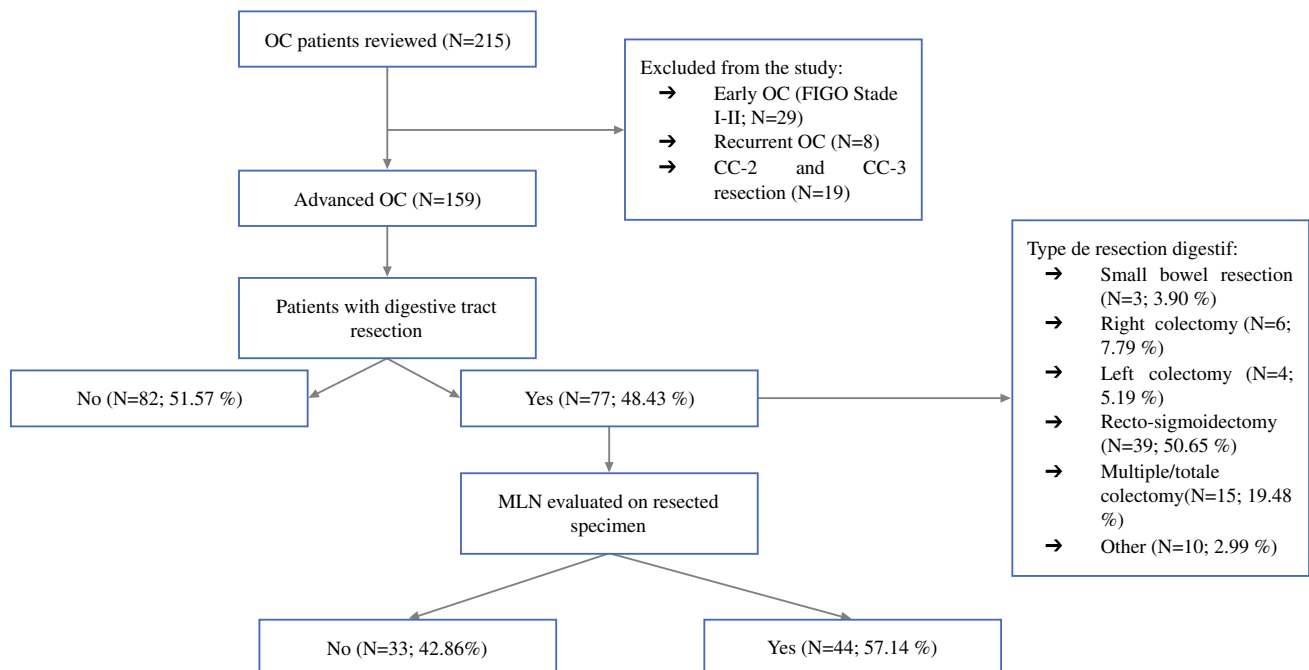 OC patients reviewed (N=215)
Excluded from the study:
➔ Early OC (FIGO Stade
I-II; N=29)
➔ Recurrent OC (N=8)
➔ CC-2 and CC-3
resection (N=19)
Advanced OC (N=159)
Patients with digestive tract
resection
No (N=82; 51.57 %)
Yes (N=77; 48.43 %)
Type de resection digestif:
➔ Small bowel resection
(N=3; 3.90 %)
➔ Right colectomy (N=6;
7.79 %)
➔ Left colectomy (N=4;
5.19 %)
➔ Recto-sigmoidectomy
(N=39; 50.65 %)
➔ Multiple/totale
colectomy(N=15; 19.48
%)
➔ Other (N=10; 2.99 %)
MLN evaluated on resected
specimen
No (N=33; 42.86%)
Yes (N=44; 57.14 %)